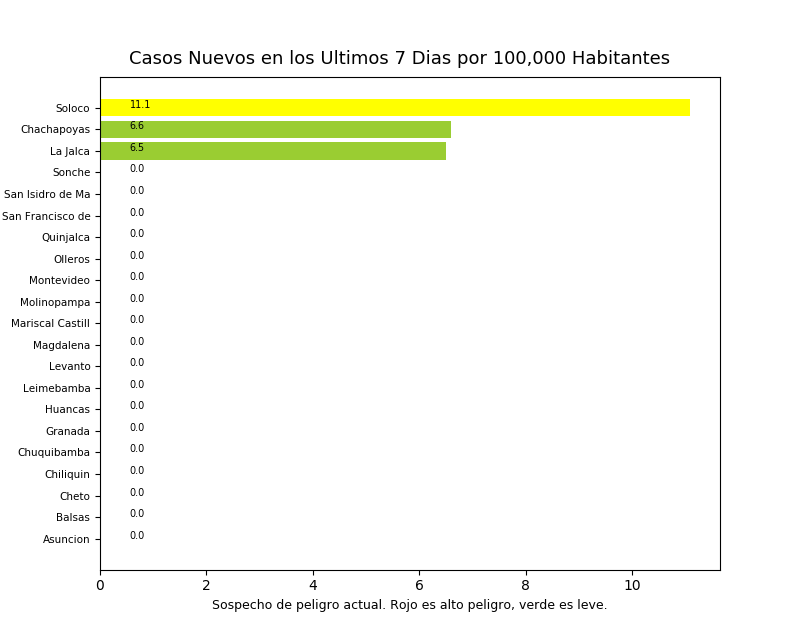 Casos Nuevos en los Ultimos 7 Dias por 100,000 Habitantes
Soloco 11.1
Chachapoyas 6.6
La Jalca 6.5
Sonche 0.0
San Isidro de Ma 0.0
San Francisco de 0.0
Quinjalca 0.0
Olleros 0.0
Montevideo 0.0
Molinopampa 0.0
Mariscal Castill 0.0
Magdalena 0.0
Levanto 0.0
Leimebamba 0.0
Huancas 0.0
Granada 0.0
Chuquibamba 0.0
Chiliquin 0.0
Cheto 0.0
Balsas 0.0
Asuncion 0.0
0 2 4 6 8 10
Sospecho de peligro actual. Rojo es alto peligro, verde es leve.